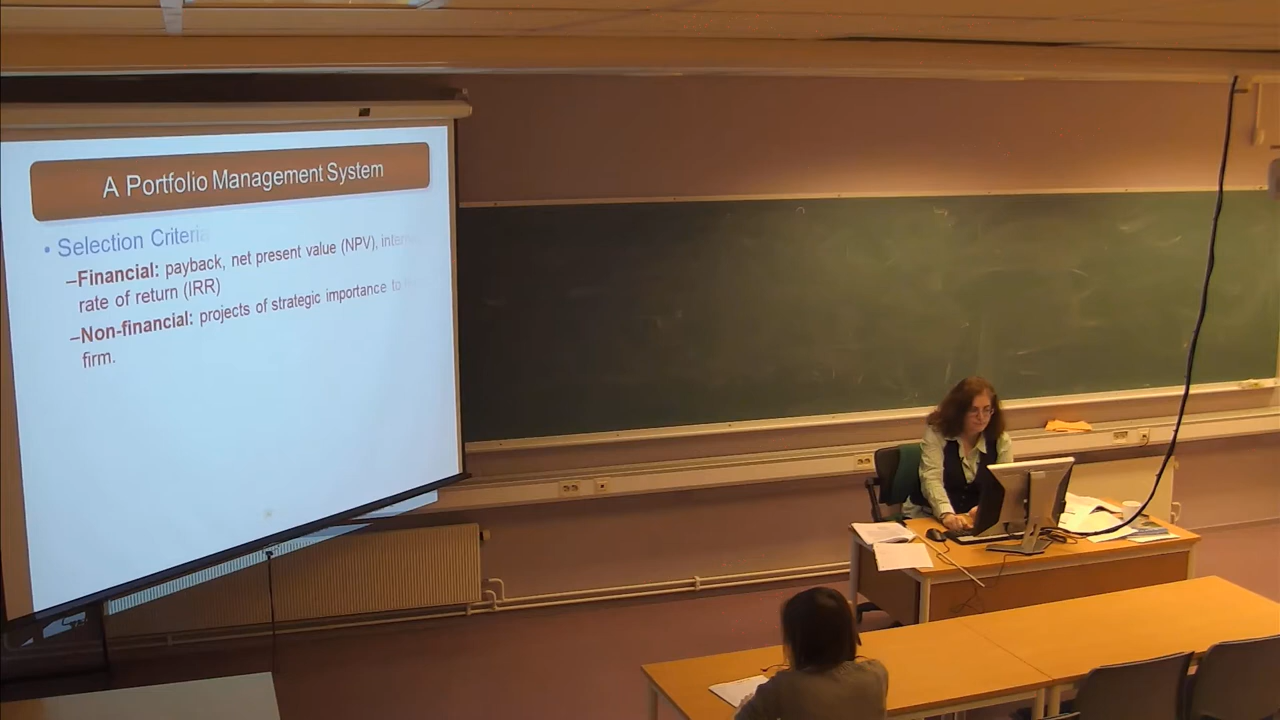 A Portfolio Management System
• Selection Criteria
–Financial: payback, net present value (NPV),
rate of return (IRR)
–Non-financial: projects of strategic importance to
firm.